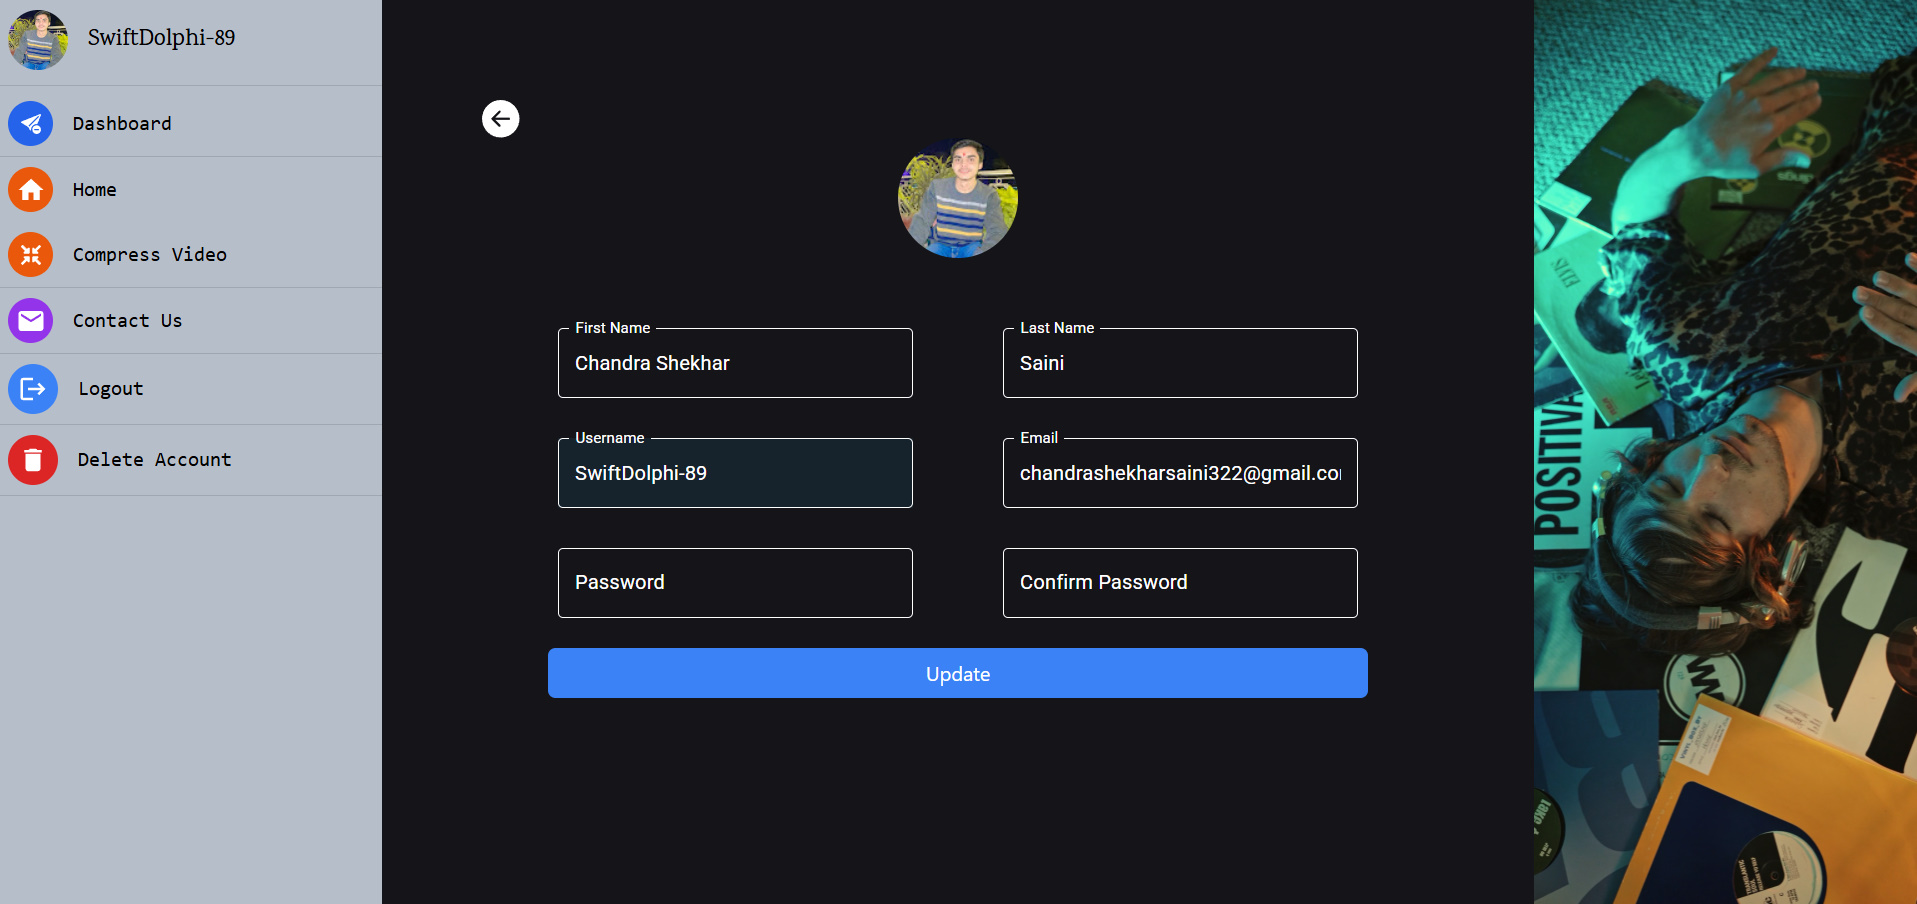 SwiftDolphi-89
Dashboard
Home
Compress Video
Contact Us
Logout
Delete Account
First Name
Chandra Shekhar
Last Name
Saini
Username
SwiftDolphi-89
Email
chandrashekharsaini322@gmail.co
Password
Confirm Password
Update
POSITIVA